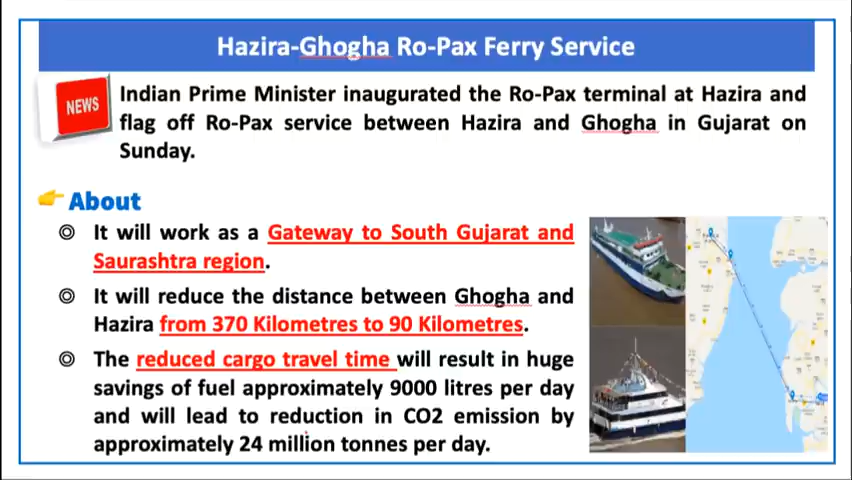 Hazira-Ghogha Ro-Pax Ferry Service
NEWS
Indian Prime Minister inaugurated the Ro-Pax terminal at Hazira and
flag off Ro-Pax service between Hazira and Ghogha in Gujarat on
Sunday.
About
It will work as a Gateway to South Gujarat and
Saurashtra region.
It will reduce the distance between Ghogha and
Hazira from 370 Kilometres to 90 Kilometres.
The reduced cargo travel time will result in huge
savings of fuel approximately 9000 litres per day
and will lead to reduction in CO2 emission by
approximately 24 million tonnes per day.